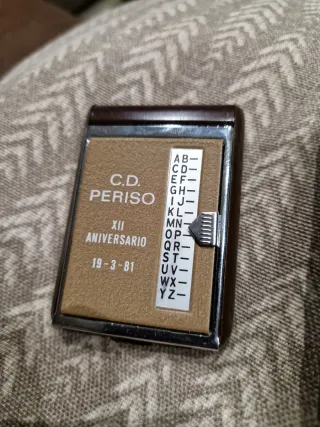 C.D.
PERISO
XII
ANIVERSARIO
19-3-81
AB
CD
EF
GH
IJ
KL
MN
OP
QR
ST
UV
WX
YZ